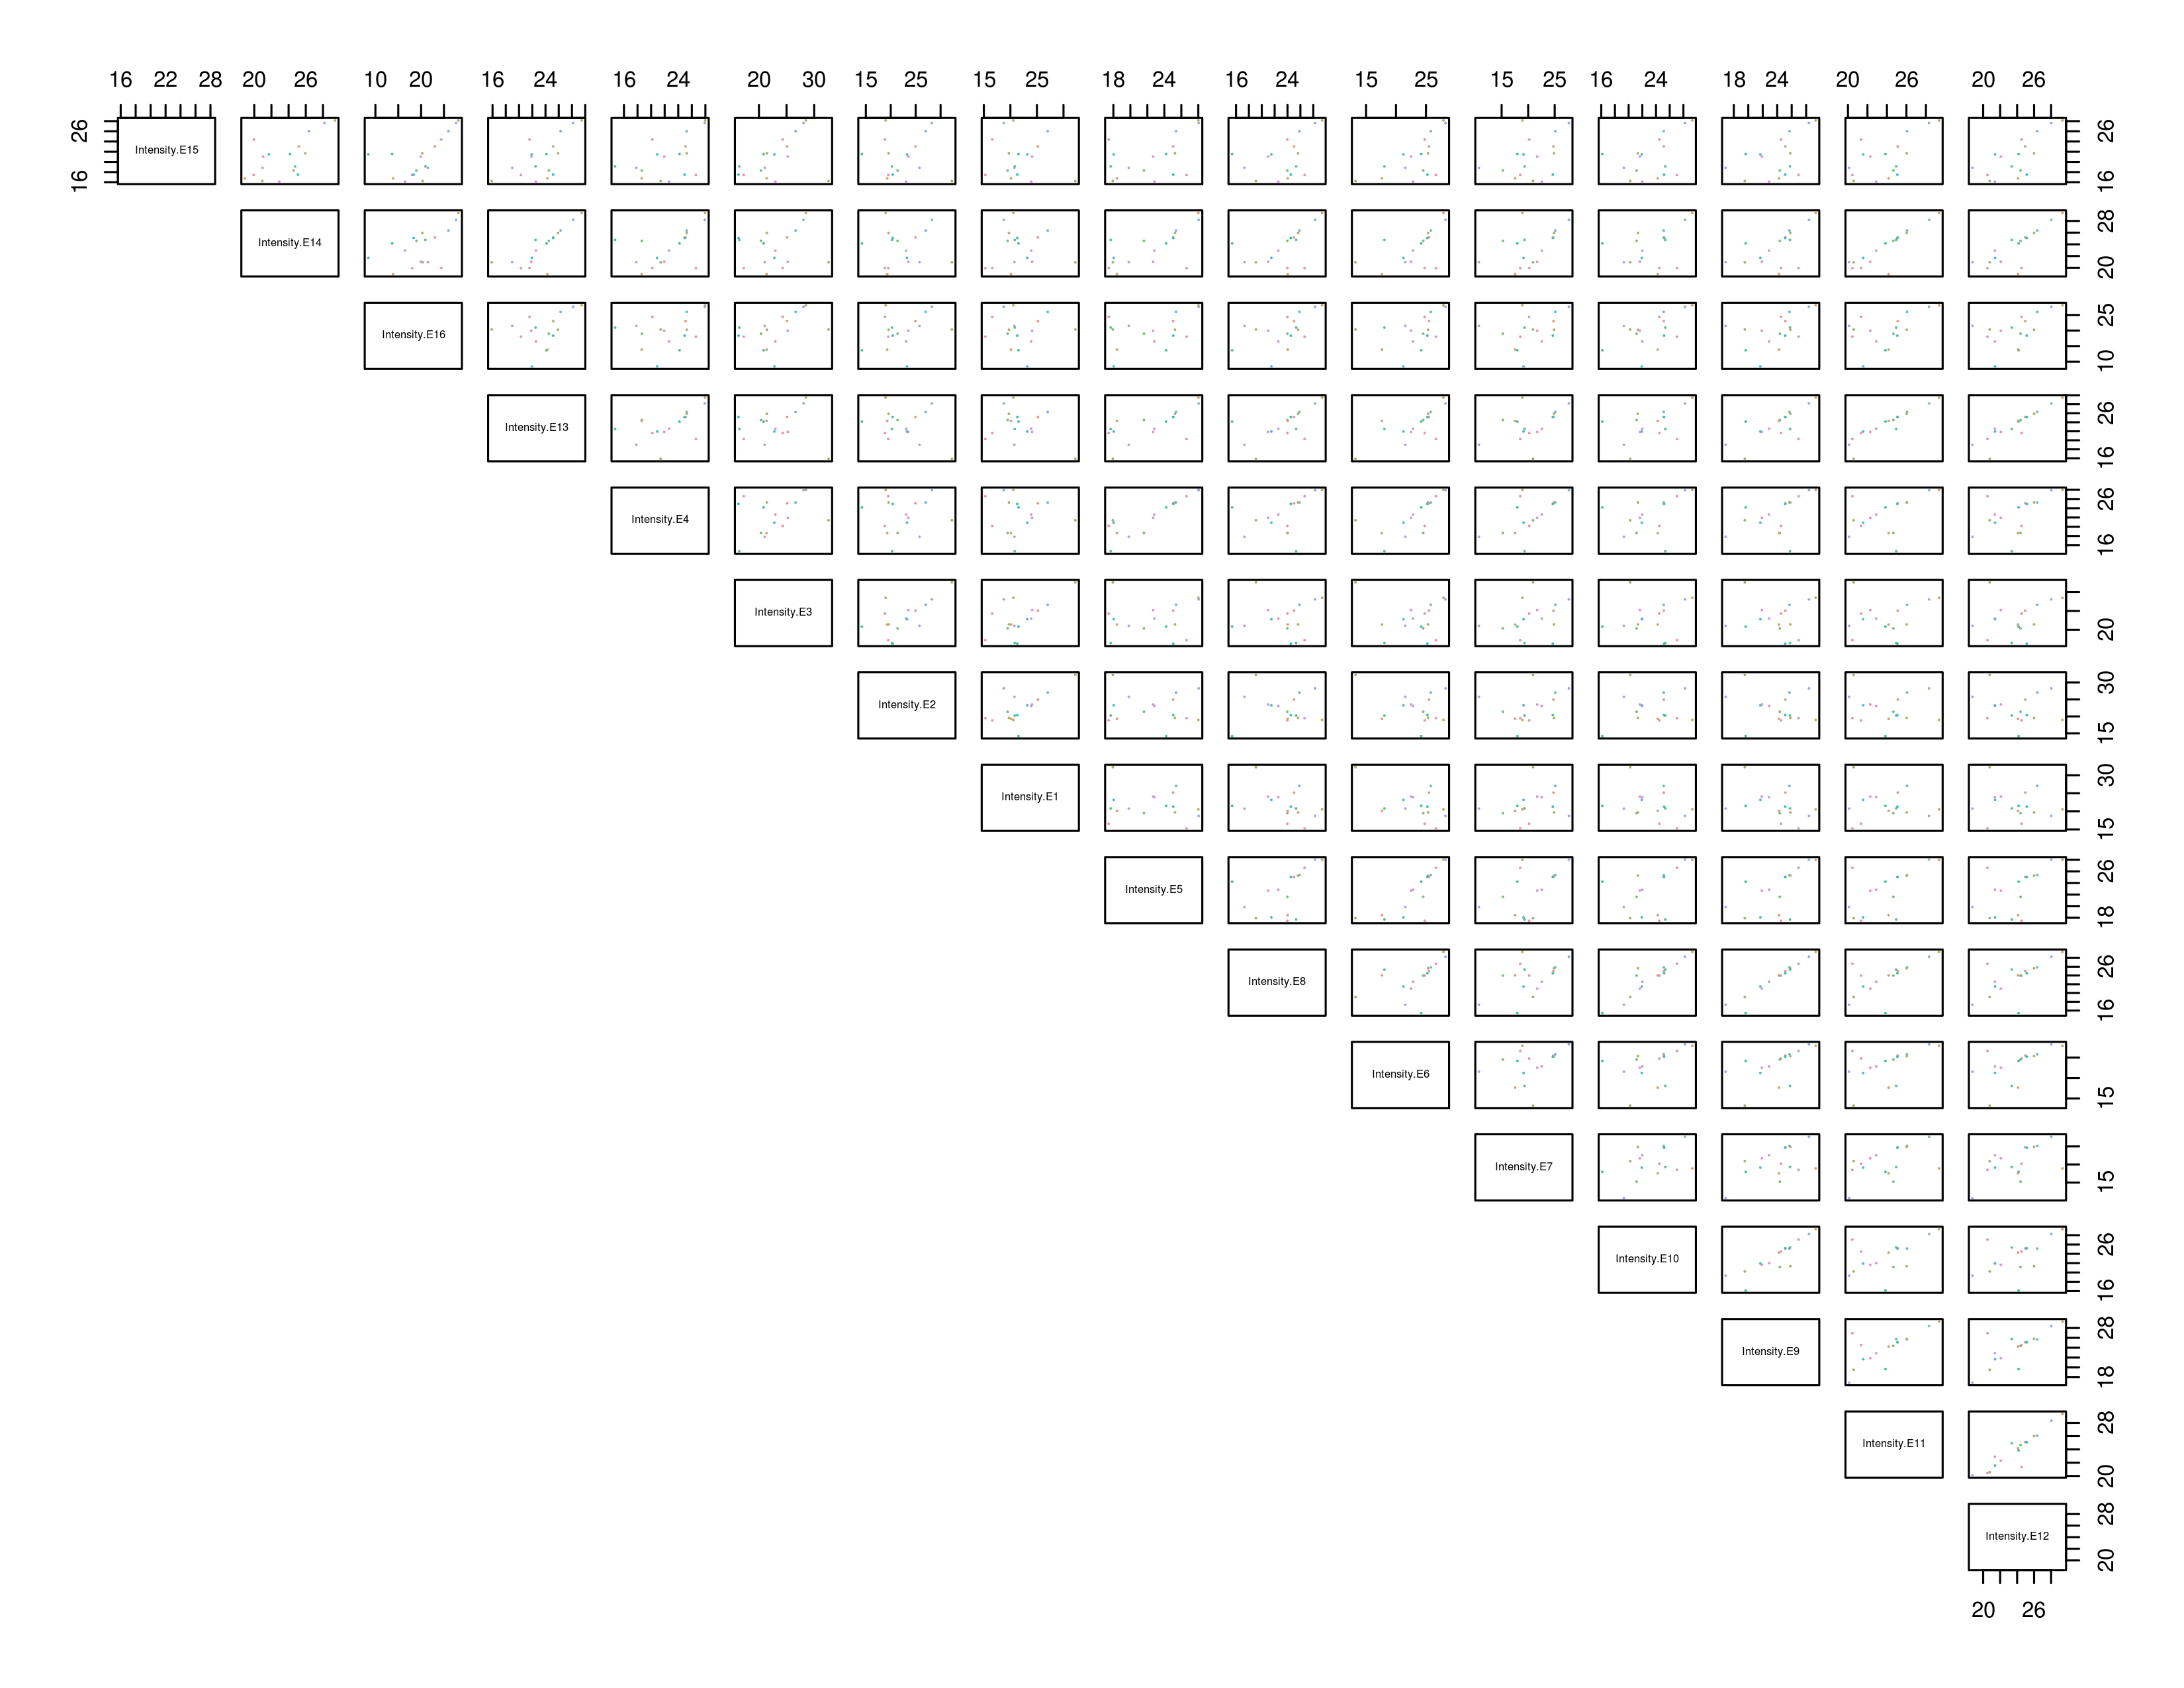 16 22 28 20 26 10 20 16 24 16 24 20 30 15 25 15 25 18 24 16 24 15 25 15 25 16 24 18 24 20 26 20 26
16 26 Intensity.E15 16 26
Intensity.E14 20 28
Intensity.E16 10 25
Intensity.E13 16 26
Intensity.E4 16 26
Intensity.E3 20
Intensity.E2 15 30
Intensity.E1 15 30
Intensity.E5 18 26
Intensity.E8 16 26
Intensity.E6 15
Intensity.E7 15
Intensity.E10 16 26
Intensity.E9 18 28
Intensity.E11 20 28
Intensity.E12 20 28
20 26